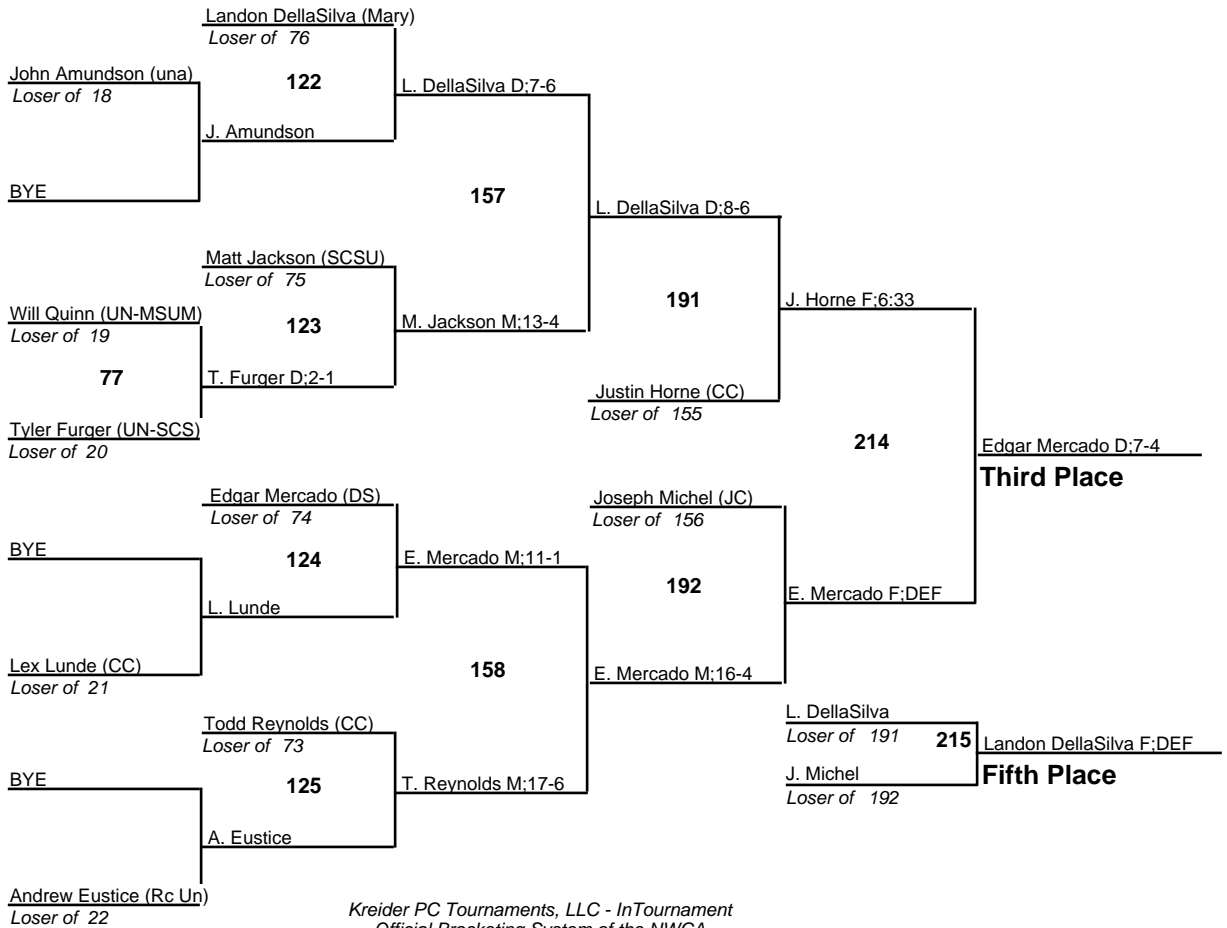 Landon DellaSilva (Mary)
Loser of 76
John Amundson (una)
Loser of 18
122
L. DellaSilva D;7-6
J. Amundson
BYE
157
L. DellaSilva D;8-6
Matt Jackson (SCSU)
Loser of 75
Will Quinn (UN-MSUM)
Loser of 19
123
M. Jackson M;13-4
191
J. Horne F;6:33
77
T. Furger D;2-1
Justin Horne (CC)
Loser of 155
Tyler Furger (UN-SCS)
Loser of 20
214
Edgar Mercado D;7-4
Third Place
Edgar Mercado (DS)
Loser of 74
Joseph Michel (JC)
Loser of 156
BYE
124
E. Mercado M;11-1
192
E. Mercado F;DEF
L. Lunde
Lex Lunde (CC)
Loser of 21
158
E. Mercado M;16-4
Todd Reynolds (CC)
Loser of 73
L. DellaSilva
Loser of 191
215
Landon DellaSilva F;DEF
Fifth Place
BYE
125
T. Reynolds M;17-6
J. Michel
Loser of 192
A. Eustice
Andrew Eustice (Rc Un)
Loser of 22
Kreider PC Tournaments, LLC - InTournament
Official Bracketing System of the NWCA